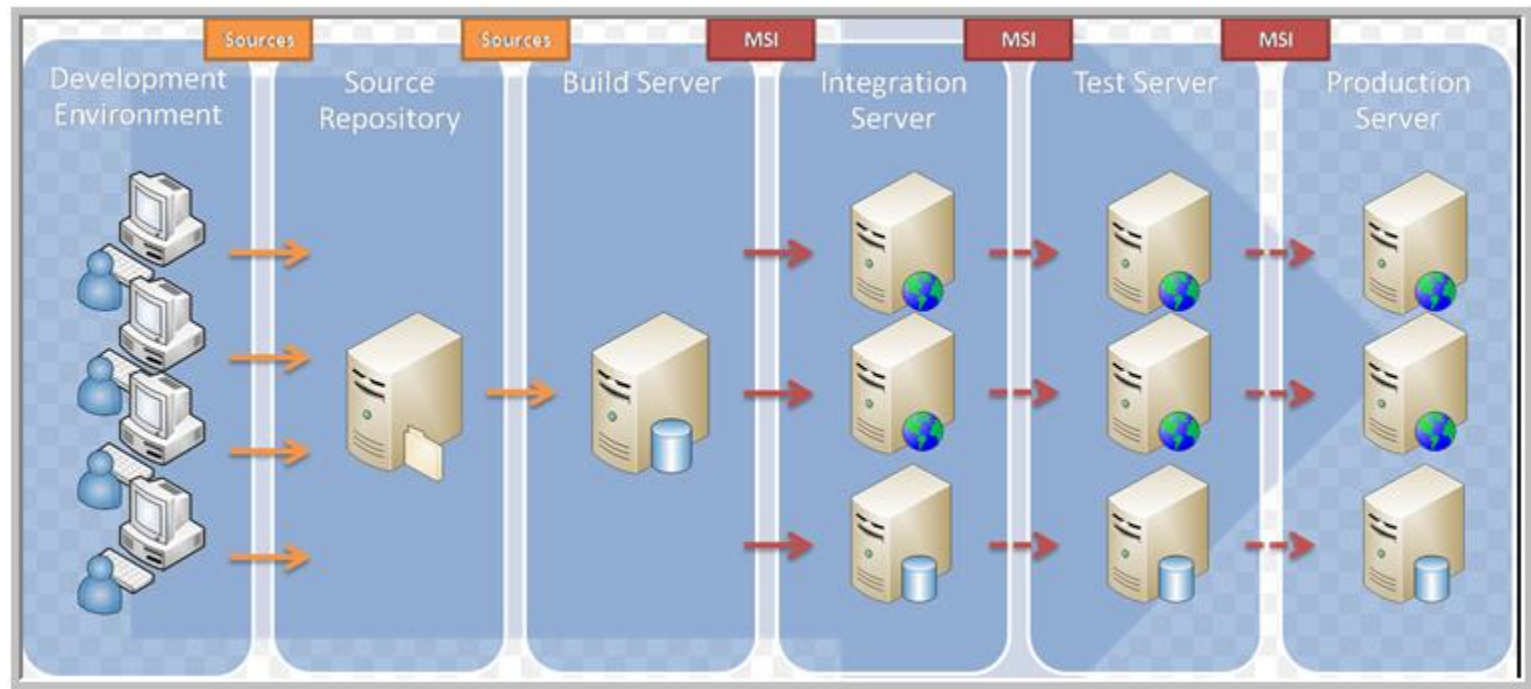 Sources
Sources
MSI
MSI
MSI
Development
Environment
Source
Repository
Build Server
Integration
Server
Test Server
Production
Server